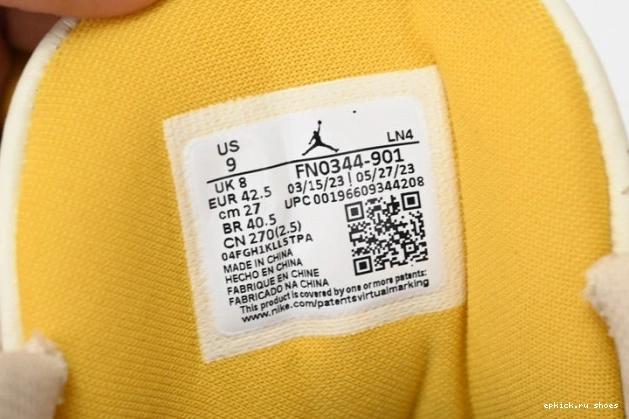 US
9
LN4
FN0344-901
UK 8
03/15/23 | 05/27/23
EUR 42.5
UPC 00196609344208
cm 27
BR 40.5
CN 270(2.5)
04FGH1KLL5TPA
MADE IN CHINA
HECHO EN CHINA
FABRIQUE EN CHINE
FABRICADO NA CHINA
This product is covered by one or more patents:
www.nike.com/patentsvirtualmarking
cpkick.ru shoes